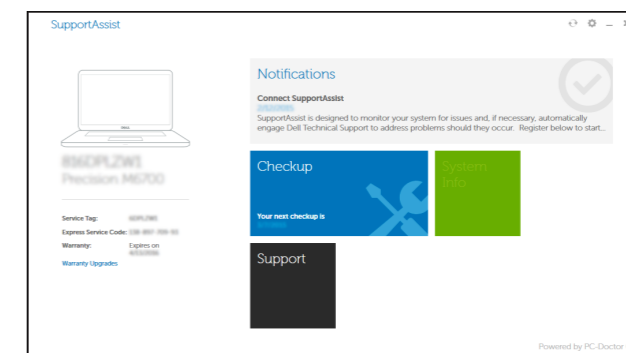 SupportAssist
Notifications
Connect SupportAssist
SupportAssist is designed to monitor your system for issues and, if necessary, automatically
engage Dell Technical Support to address problems should they occur. Register below to start...
DELL
Precision M6700
Checkup
System
Info
Your next checkup is
Service Tag:
Express Service Code:
Warranty: Expires on
Warranty Upgrades
Support
Powered by PC-Doctor